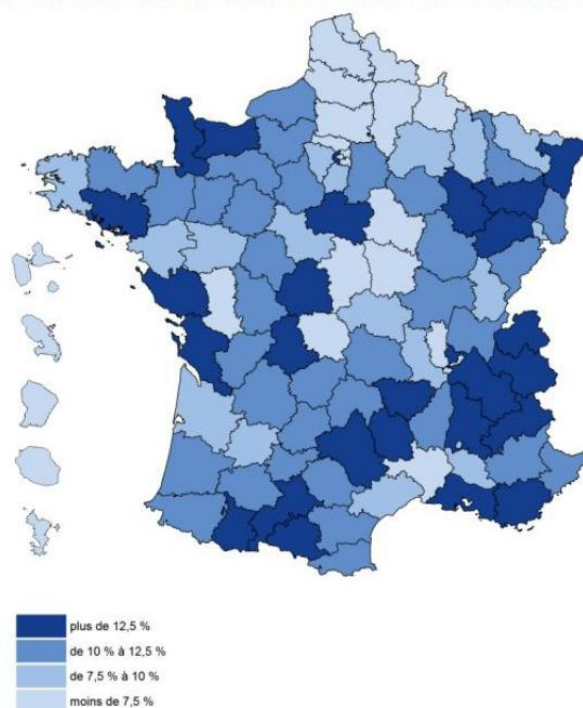 plus de 12,5 %
de 10 % à 12,5 %
de 7,5 % à 10 %
moins de 7,5 %